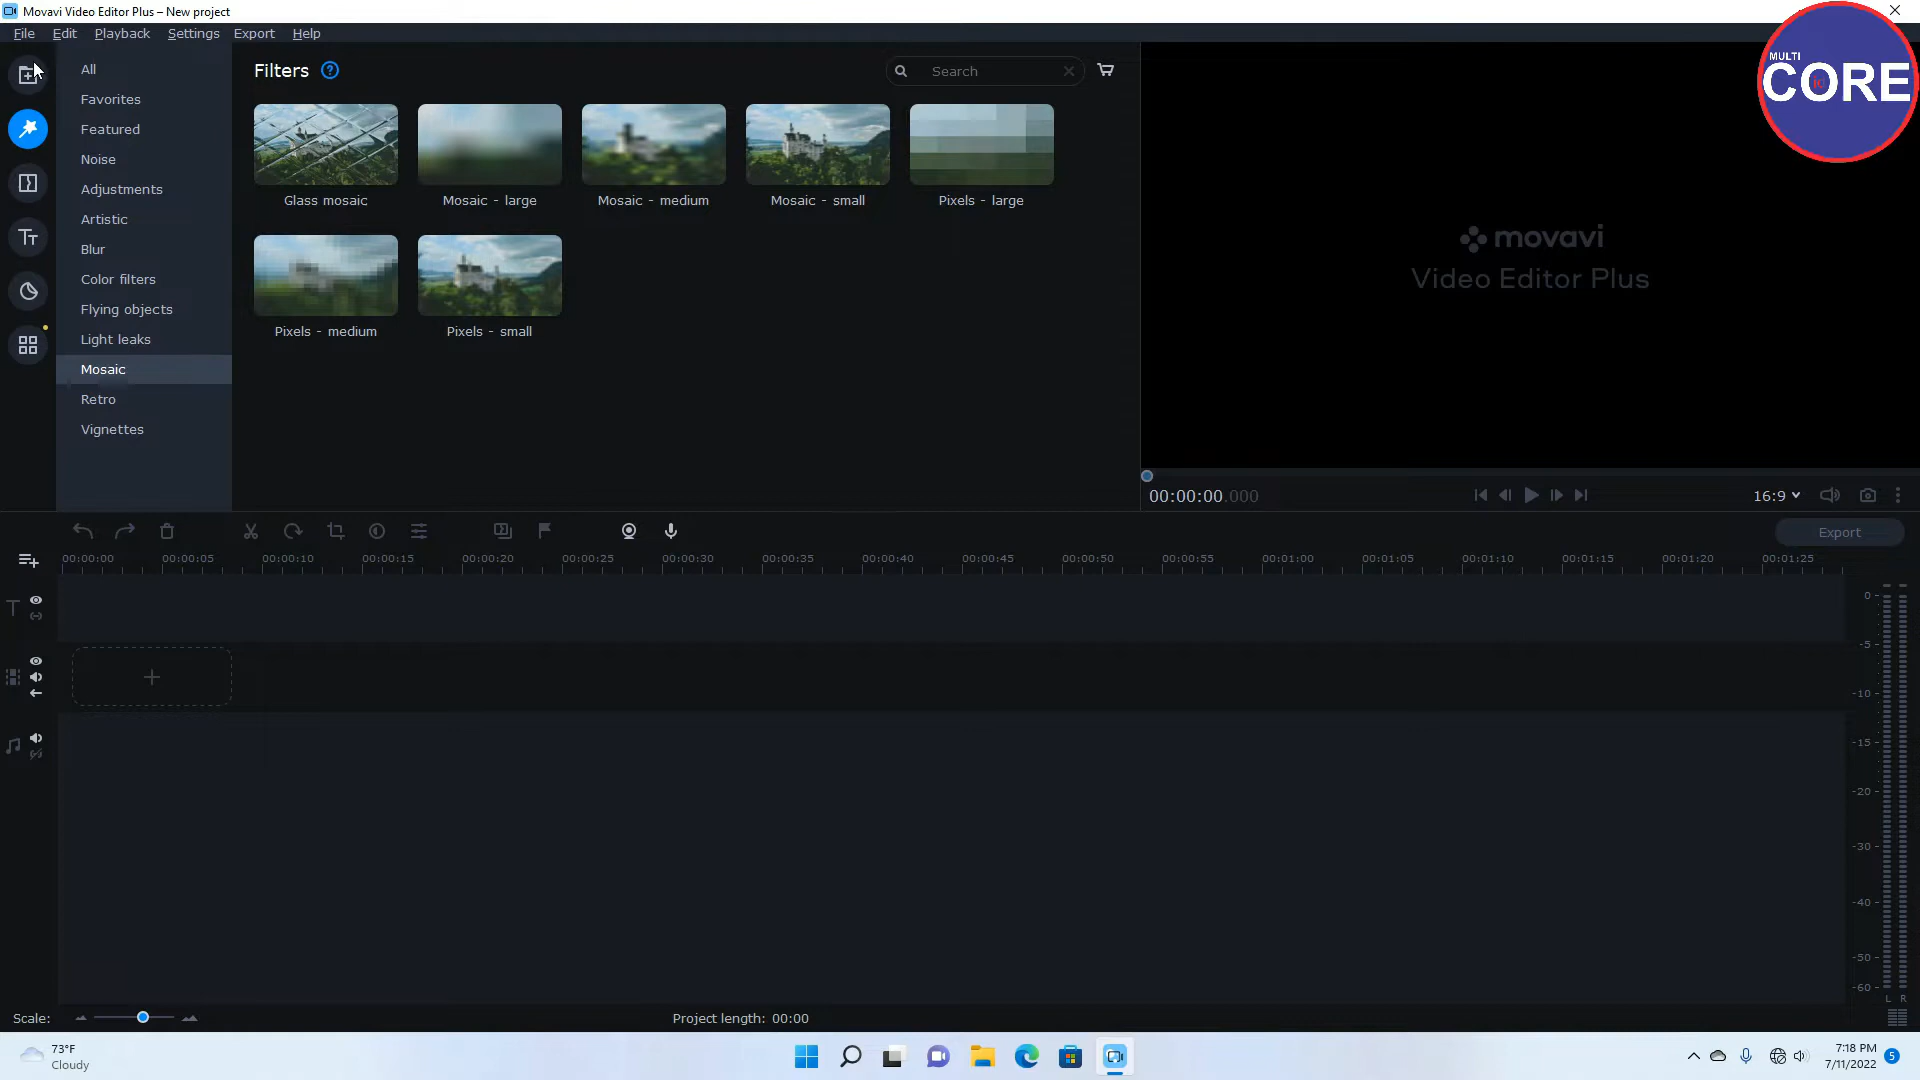 Movavi Video Editor Plus – New project
File Edit Playback Settings Export Help
MULTI
CORE
All
Favorites
Featured
Noise
Adjustments
Artistic
Blur
Color filters
Flying objects
Light leaks
Mosaic
Retro
Vignettes
Filters ?
Search
Glass mosaic
Mosaic - large
Mosaic - medium
Mosaic - small
Pixels - large
Pixels - medium
Pixels - small
movavi
Video Editor Plus
00:00:00.000
16:9
Export
00:00:00 00:00:05 00:00:10 00:00:15 00:00:20 00:00:25 00:00:30 00:00:35 00:00:40 00:00:45 00:00:50 00:00:55 00:01:00 00:01:05 00:01:10 00:01:15 00:01:20 00:01:25
0
-5
-10
-15
-20
-30
-40
-50
-60
L R
Scale:
Project length: 00:00
73°F
Cloudy
7:18 PM
7/11/2022
5